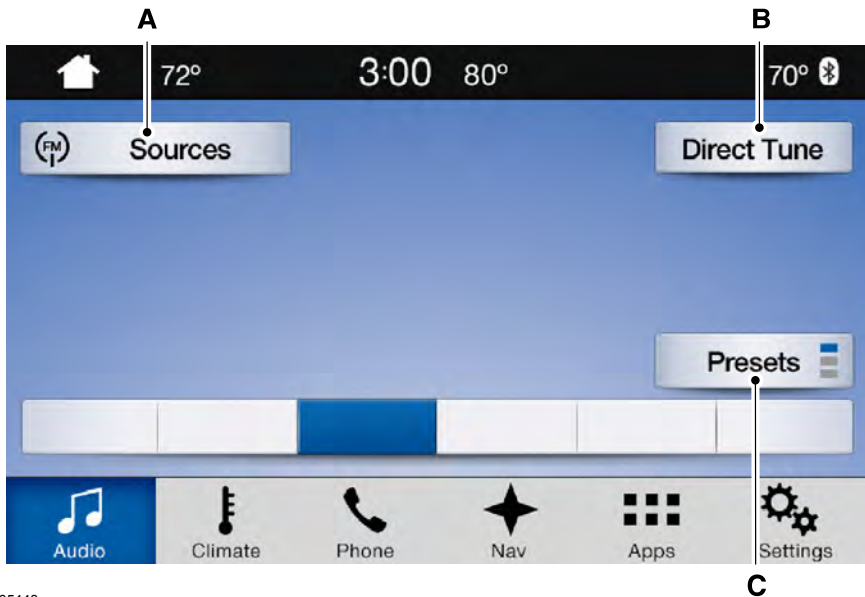 A B
72° 3:00 80° 70°
FM Sources Direct Tune
Presets
Audio Climate Phone Nav Apps Settings
C